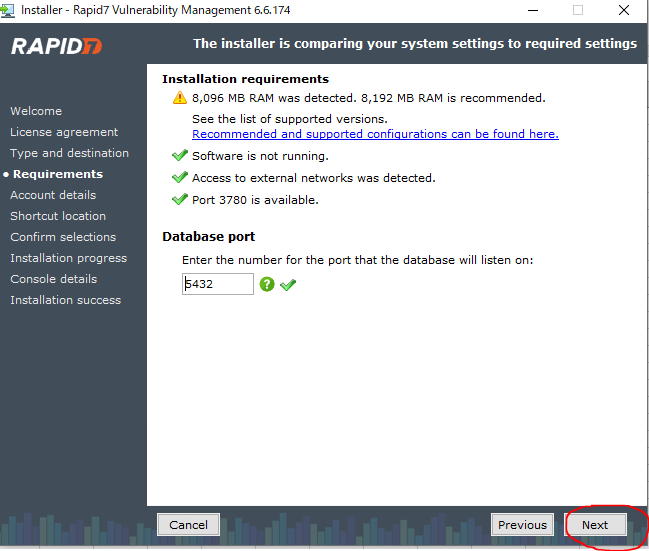 Installer - Rapid7 Vulnerability Management 6.6.174
RAPID7
The installer is comparing your system settings to required settings
Welcome
License agreement
Type and destination
Requirements
Account details
Shortcut location
Confirm selections
Installation progress
Console details
Installation success
Installation requirements
8,096 MB RAM was detected. 8,192 MB RAM is recommended.
See the list of supported versions.
Recommended and supported configurations can be found here.
Software is not running.
Access to external networks was detected.
Port 3780 is available.
Database port
Enter the number for the port that the database will listen on:
5432
Cancel
Previous
Next